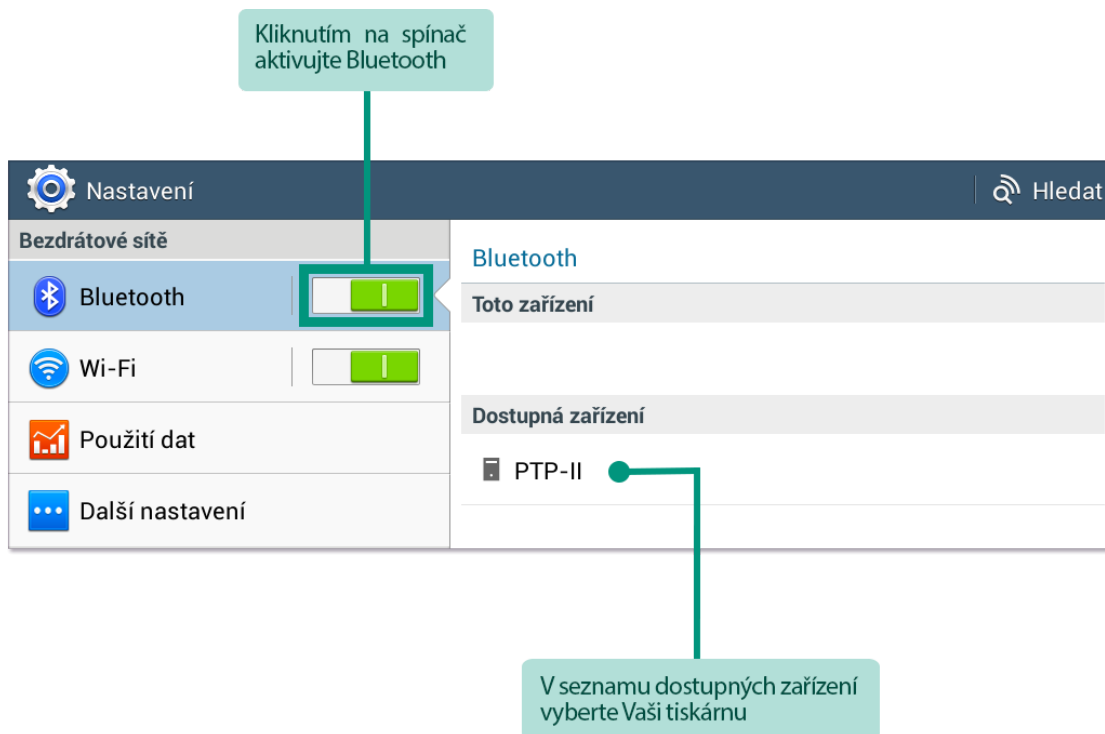 Kliknutím na spínač
aktivujte Bluetooth
Nastavení
Hledat
Bezdrátové sítě
Bluetooth
Wi-Fi
Použití dat
Další nastavení
Bluetooth
Toto zařízení
Dostupná zařízení
PTP-II
V seznamu dostupných zařízení
vyberte Vaši tiskárnu